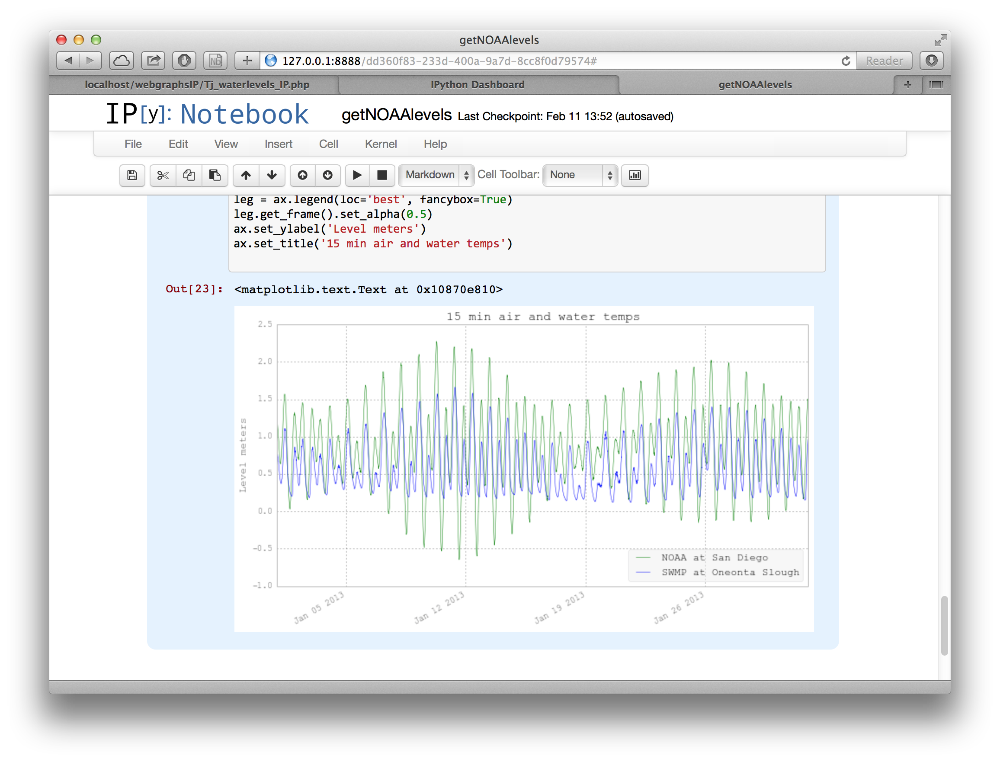 getNOAAlevels
127.0.0.1:8888/dd360f83-233d-400a-9a7d-8cc8f0d79574#
Reader
localhost/webgraphsIP/Tj_waterlevels_IP.php IPython Dashboard getNOAAlevels
IP[y]: Notebook getNOAAlevels Last Checkpoint: Feb 11 13:52 (autosaved)
File Edit View Insert Cell Kernel Help
Markdown Cell Toolbar: None
leg = ax.legend(loc='best', fancybox=True)
leg.get_frame().set_alpha(0.5)
ax.set_ylabel('Level meters')
ax.set_title('15 min air and water temps')
Out[23]: <matplotlib.text.Text at 0x10870e810>
15 min air and water temps
2.5
2.0
1.5
1.0
0.5
0.0
-0.5
-1.0
Level meters
NOAA at San Diego
SWMP at Oneonta Slough
Jan 05 2013 Jan 12 2013 Jan 19 2013 Jan 26 2013